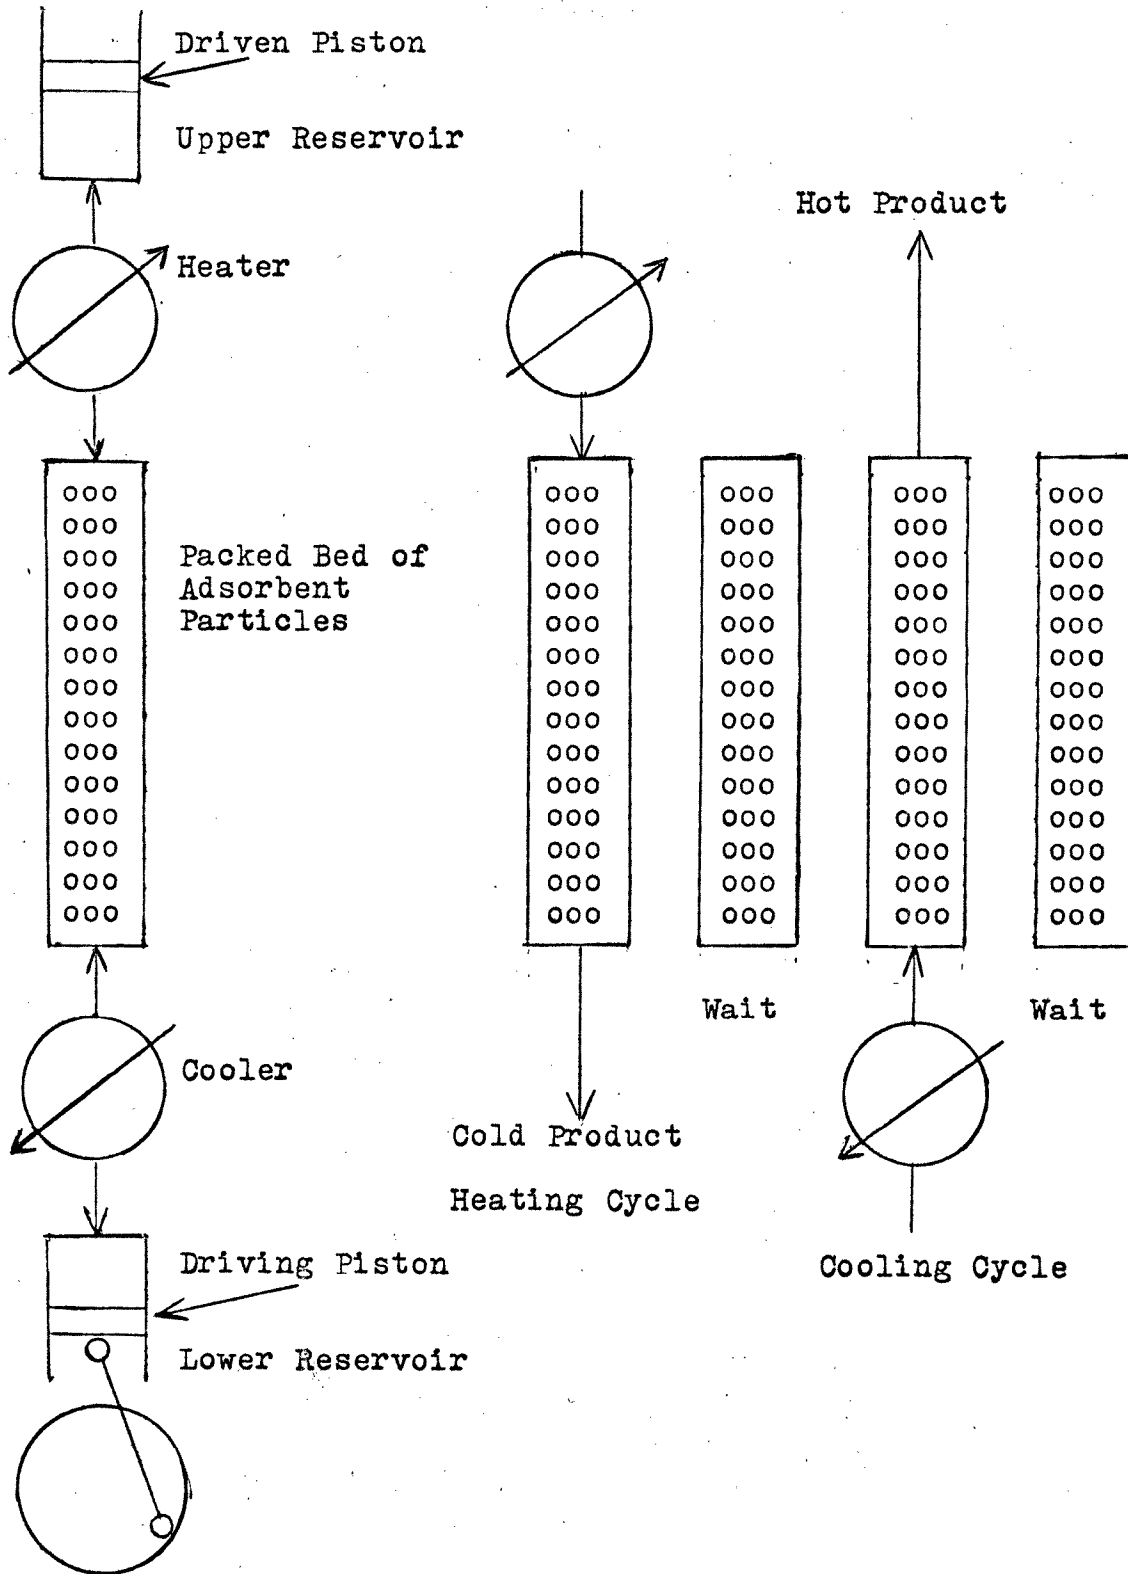 Driven Piston
Upper Reservoir
Hot Product
Heater
Packed Bed of
Adsorbent
Particles
Wait
Wait
Cooler
Cold Product
Heating Cycle
Driving Piston
Cooling Cycle
Lower Reservoir